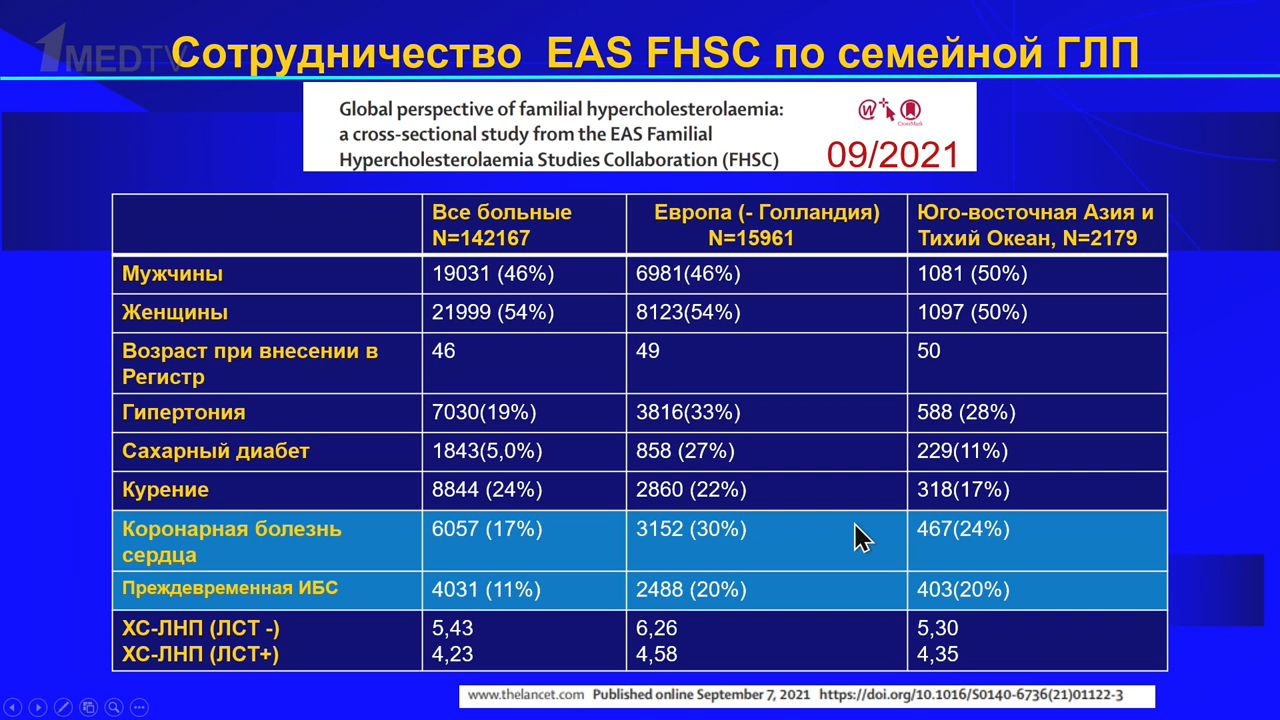 1MEDTV
Сотрудничество EAS FHSC по семейной ГЛП
Global perspective of familial hypercholesterolaemia:
a cross-sectional study from the EAS Familial
Hypercholesterolaemia Studies Collaboration (FHSC)
CrossMark
09/2021
Все больные
N=142167
Европа (- Голландия)
N=15961
Юго-восточная Азия и
Тихий Океан, N=2179
Мужчины 19031 (46%) 6981(46%) 1081 (50%)
Женщины 21999 (54%) 8123(54%) 1097 (50%)
Возраст при внесении в
Регистр
46 49 50
Гипертония 7030(19%) 3816(33%) 588 (28%)
Сахарный диабет 1843(5,0%) 858 (27%) 229(11%)
Курение 8844 (24%) 2860 (22%) 318(17%)
Коронарная болезнь
сердца
6057 (17%) 3152 (30%) 467(24%)
Преждевременная ИБС 4031 (11%) 2488 (20%) 403(20%)
ХС-ЛНП (ЛСТ -) 5,43 6,26 5,30
ХС-ЛНП (ЛСТ+) 4,23 4,58 4,35
www.thelancet.com Published online September 7, 2021 https://doi.org/10.1016/S0140-6736(21)01122-3